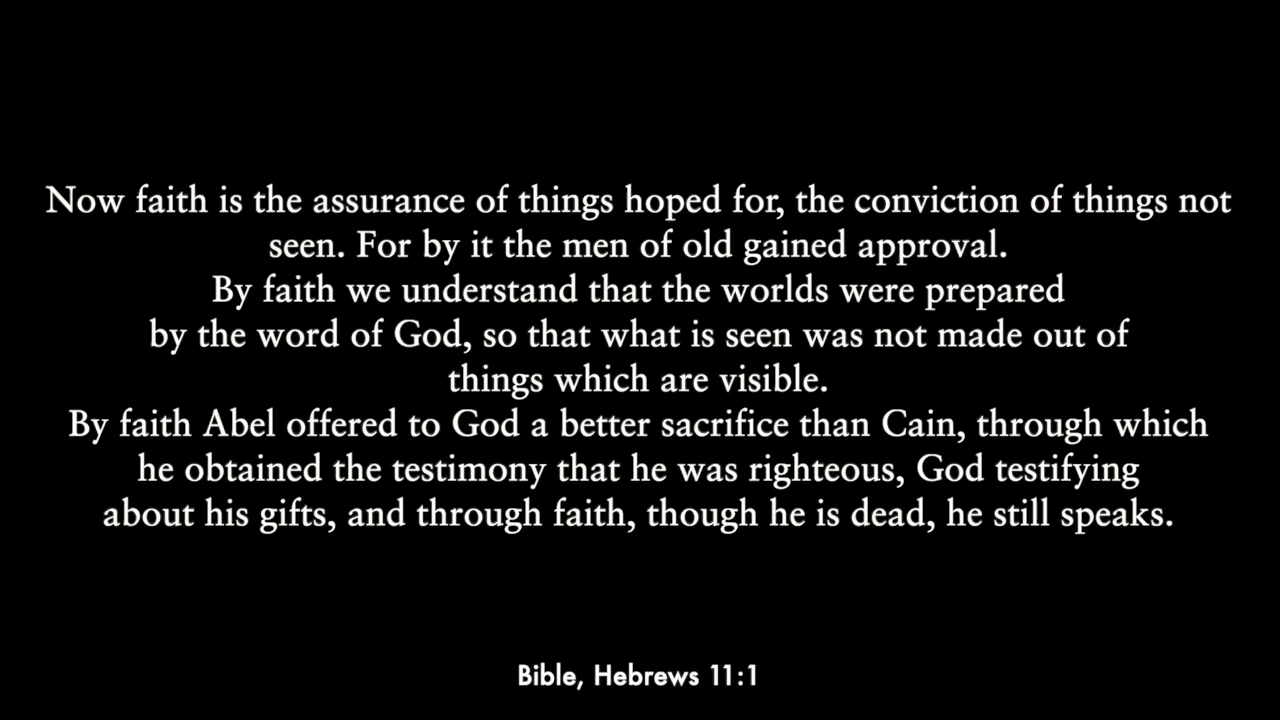 Now faith is the assurance of things hoped for, the conviction of things not
seen. For by it the men of old gained approval.
By faith we understand that the worlds were prepared
by the word of God, so that what is seen was not made out of
things which are visible.
By faith Abel offered to God a better sacrifice than Cain, through which
he obtained the testimony that he was righteous, God testifying
about his gifts, and through faith, though he is dead, he still speaks.
Bible, Hebrews 11:1